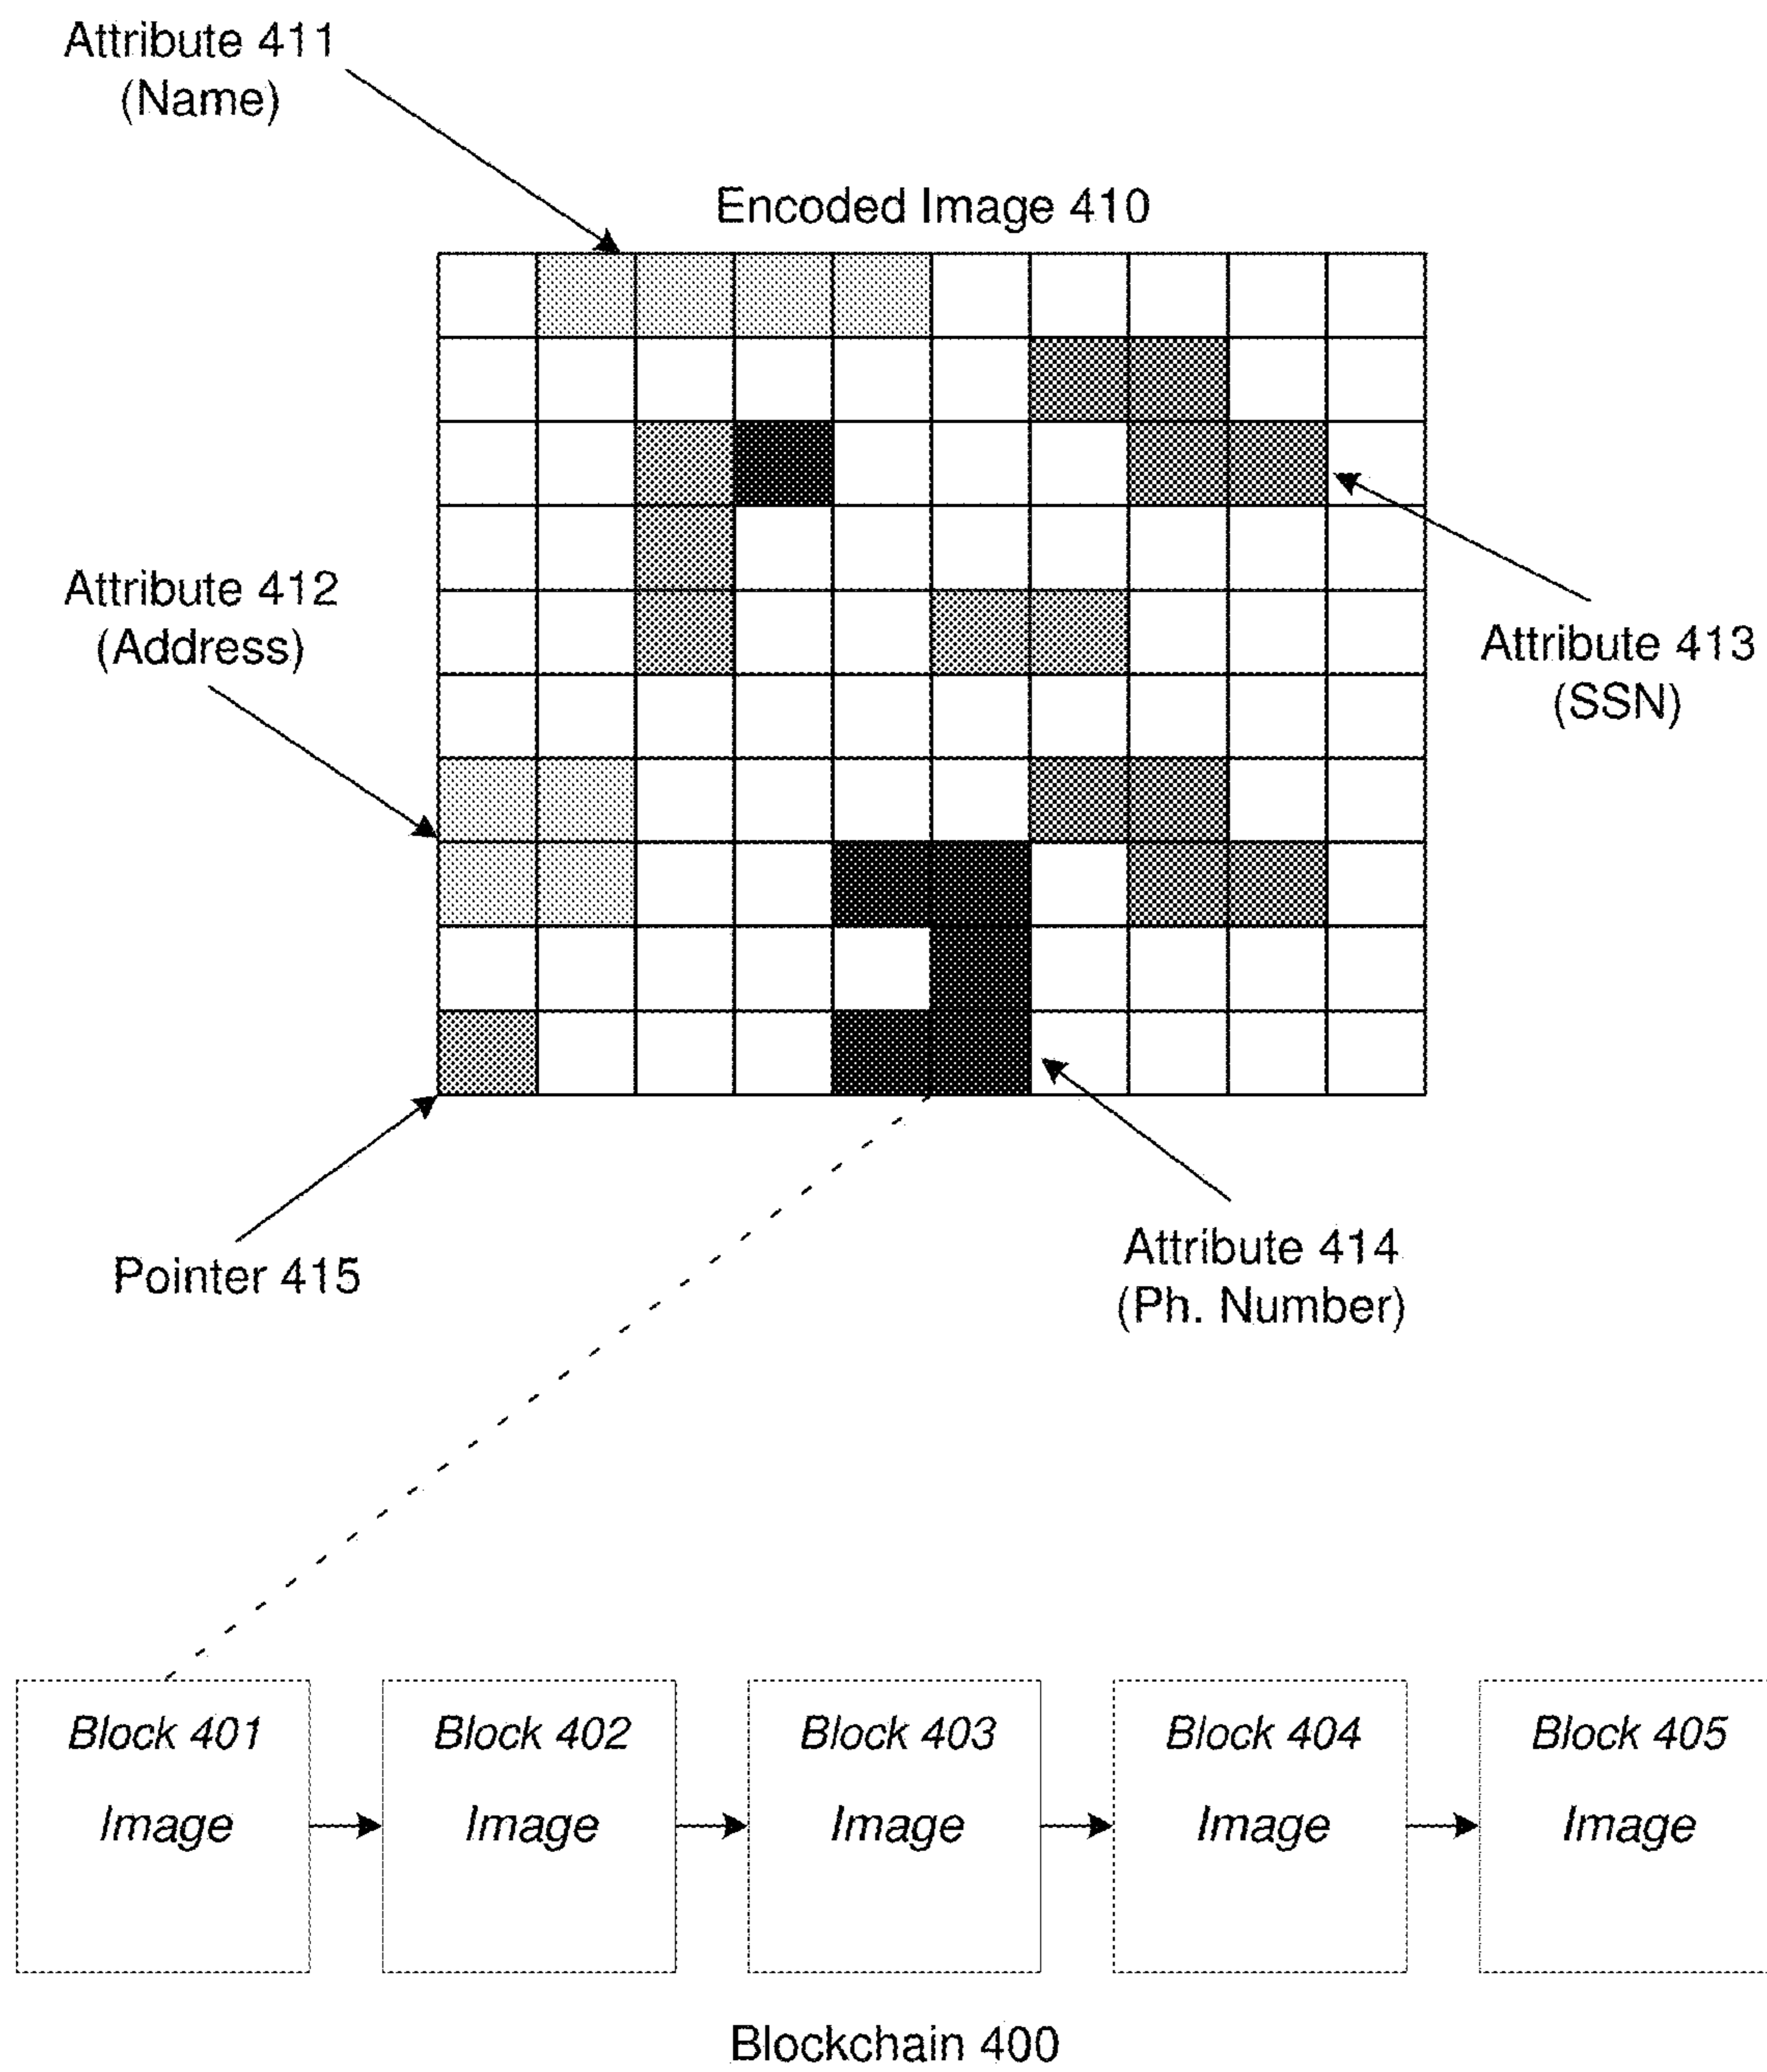 Attribute 411
(Name)
Encoded Image 410
Attribute 412
(Address)
Attribute 413
(SSN)
Pointer 415
Attribute 414
(Ph. Number)
Block 401
Image
Block 402
Image
Block 403
Image
Block 404
Image
Block 405
Image
Blockchain 400